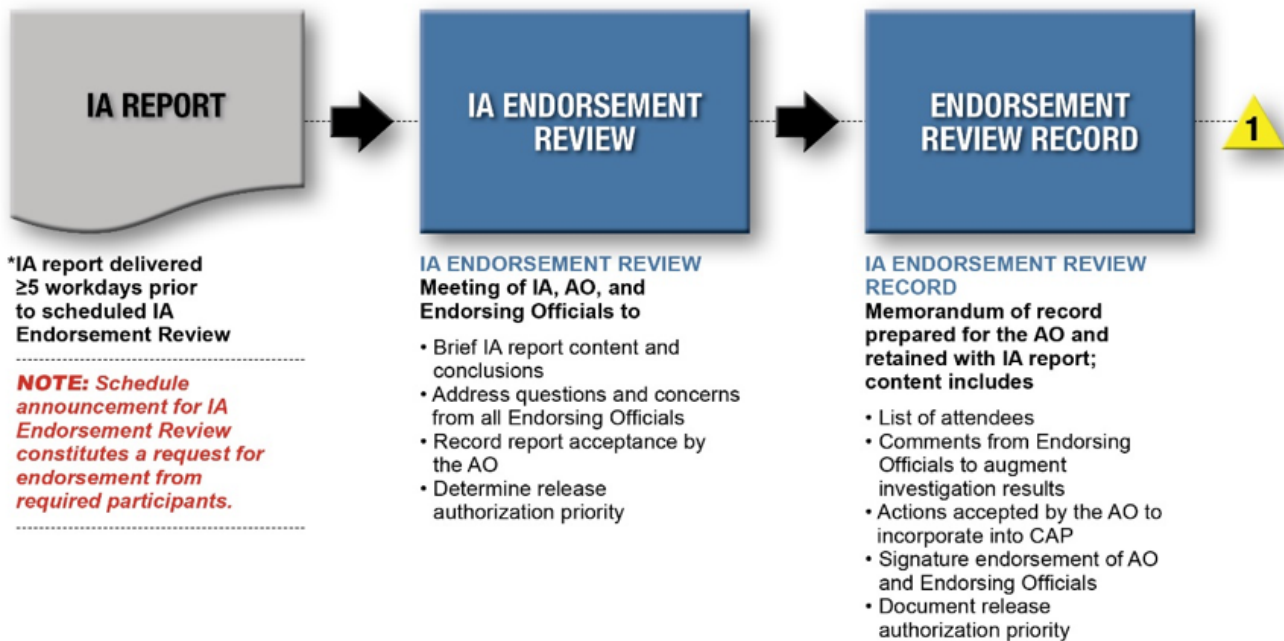 IA REPORT
IA ENDORSEMENT
REVIEW
ENDORSEMENT
REVIEW RECORD
1
*IA report delivered
≥5 workdays prior
to scheduled IA
Endorsement Review
NOTE: Schedule
announcement for IA
Endorsement Review
constitutes a request for
endorsement from
required participants.
IA ENDORSEMENT REVIEW
Meeting of IA, AO, and
Endorsing Officials to
• Brief IA report content and
conclusions
• Address questions and concerns
from all Endorsing Officials
• Record report acceptance by
the AO
• Determine release
authorization priority
IA ENDORSEMENT REVIEW
RECORD
Memorandum of record
prepared for the AO and
retained with IA report;
content includes
• List of attendees
• Comments from Endorsing
Officials to augment
investigation results
• Actions accepted by the AO to
incorporate into CAP
• Signature endorsement of AO
and Endorsing Officials
• Document release
authorization priority